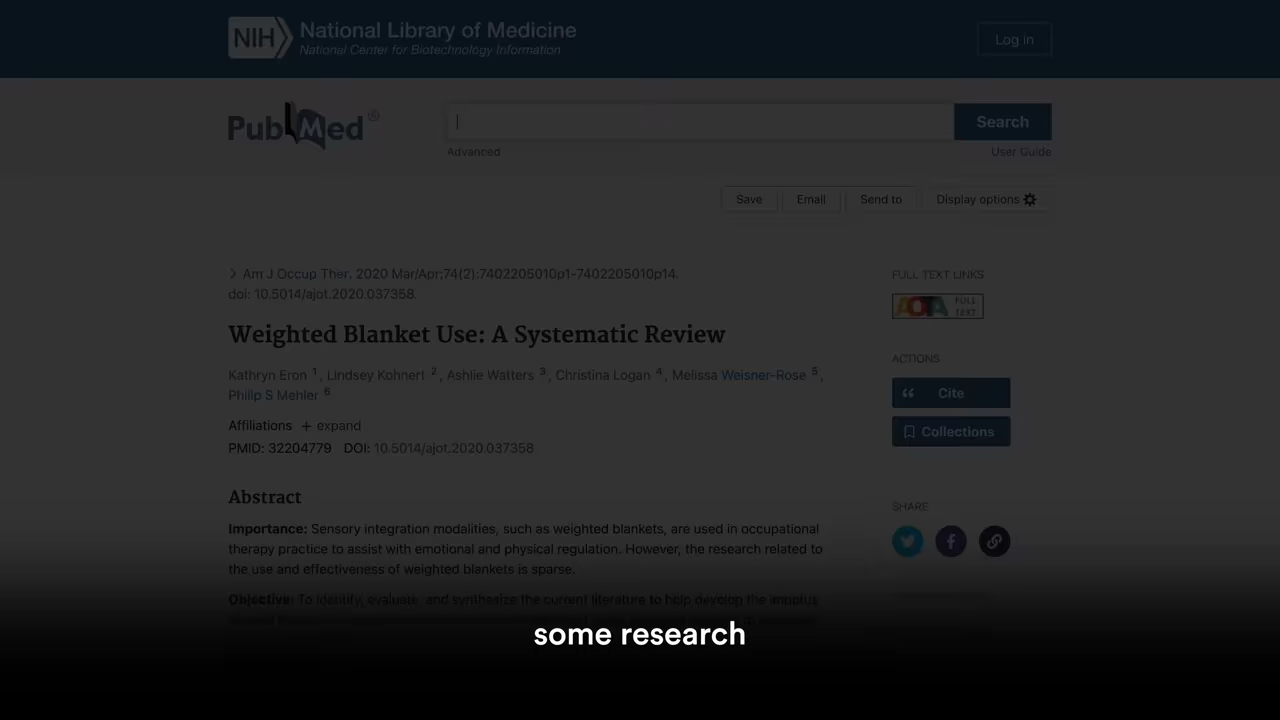 NIH
National Library of Medicine
National Center for Biotechnology Information
Log in
PubMed®
Search
Advanced
User Guide
Save
Email
Send to
Display options
Am J Occup Ther. 2020 Mar/Apr;74(2):7402205010p1-7402205010p14.
doi: 10.5014/ajot.2020.037358.
Weighted Blanket Use: A Systematic Review
Kathryn Eron 1, Lindsey Kohnert 2, Ashlie Watters 3, Christina Logan 4, Melissa Weisner-Rose 5,
Philip S Mehler 6
Affiliations + expand
PMID: 32204779 DOI: 10.5014/ajot.2020.037358
Abstract
Importance: Sensory integration modalities, such as weighted blankets, are used in occupational
therapy practice to assist with emotional and physical regulation. However, the research related to
the use and effectiveness of weighted blankets is sparse.
Objective: To identify, evaluate, and synthesize the current literature to help develop the impetus
FULL TEXT LINKS
AOTA FULL
TEXT
ACTIONS
Cite
Collections
SHARE
some research